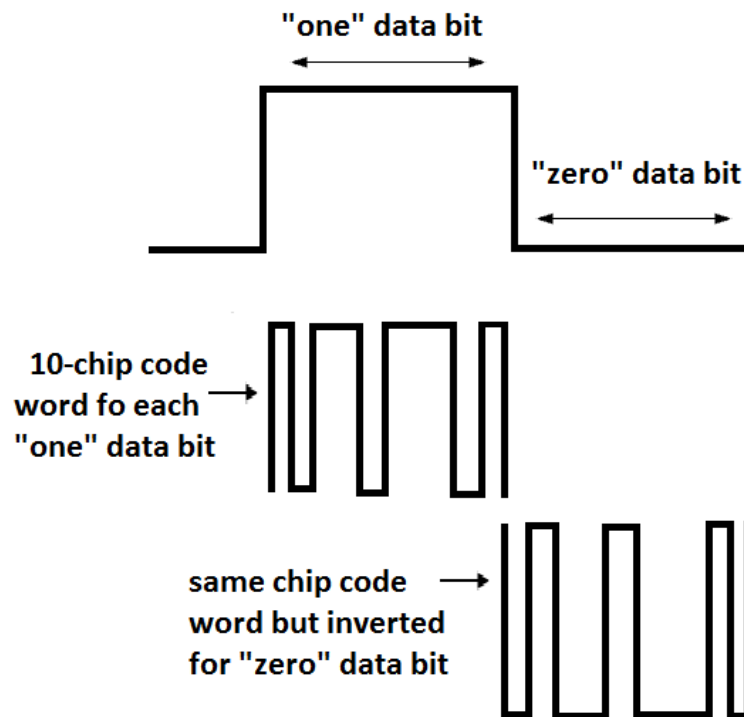 "one" data bit
"zero" data bit
10-chip code
word fo each
"one" data bit
same chip code
word but inverted
for "zero" data bit